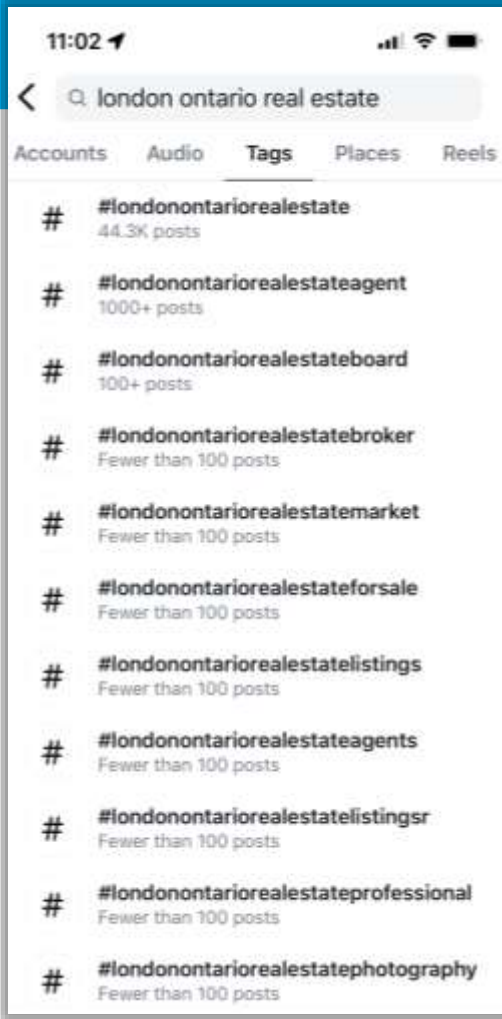 11:02
london ontario real estate
Accounts Audio Tags Places Reels
# #londonontariorealestate
44.3K posts
# #londonontariorealestateagent
1000+ posts
# #londonontariorealestateboard
100+ posts
# #londonontariorealestatebroker
Fewer than 100 posts
# #londonontariorealestatemarket
Fewer than 100 posts
# #londonontariorealestateforsale
Fewer than 100 posts
# #londonontariorealestatelistings
Fewer than 100 posts
# #londonontariorealestateagents
Fewer than 100 posts
# #londonontariorealestatelistingsr
Fewer than 100 posts
# #londonontariorealestateprofessional
Fewer than 100 posts
# #londonontariorealestatephotography
Fewer than 100 posts